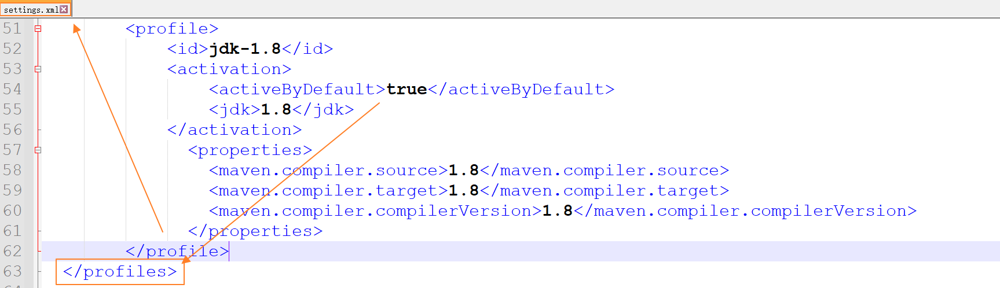 settings.xml
51 <profile>
52 <id>jdk-1.8</id>
53 <activation>
54 <activeByDefault>true</activeByDefault>
55 <jdk>1.8</jdk>
56 </activation>
57 <properties>
58 <maven.compiler.source>1.8</maven.compiler.source>
59 <maven.compiler.target>1.8</maven.compiler.target>
60 <maven.compiler.compilerVersion>1.8</maven.compiler.compilerVersion>
61 </properties>
62 </profile>
63 </profiles>